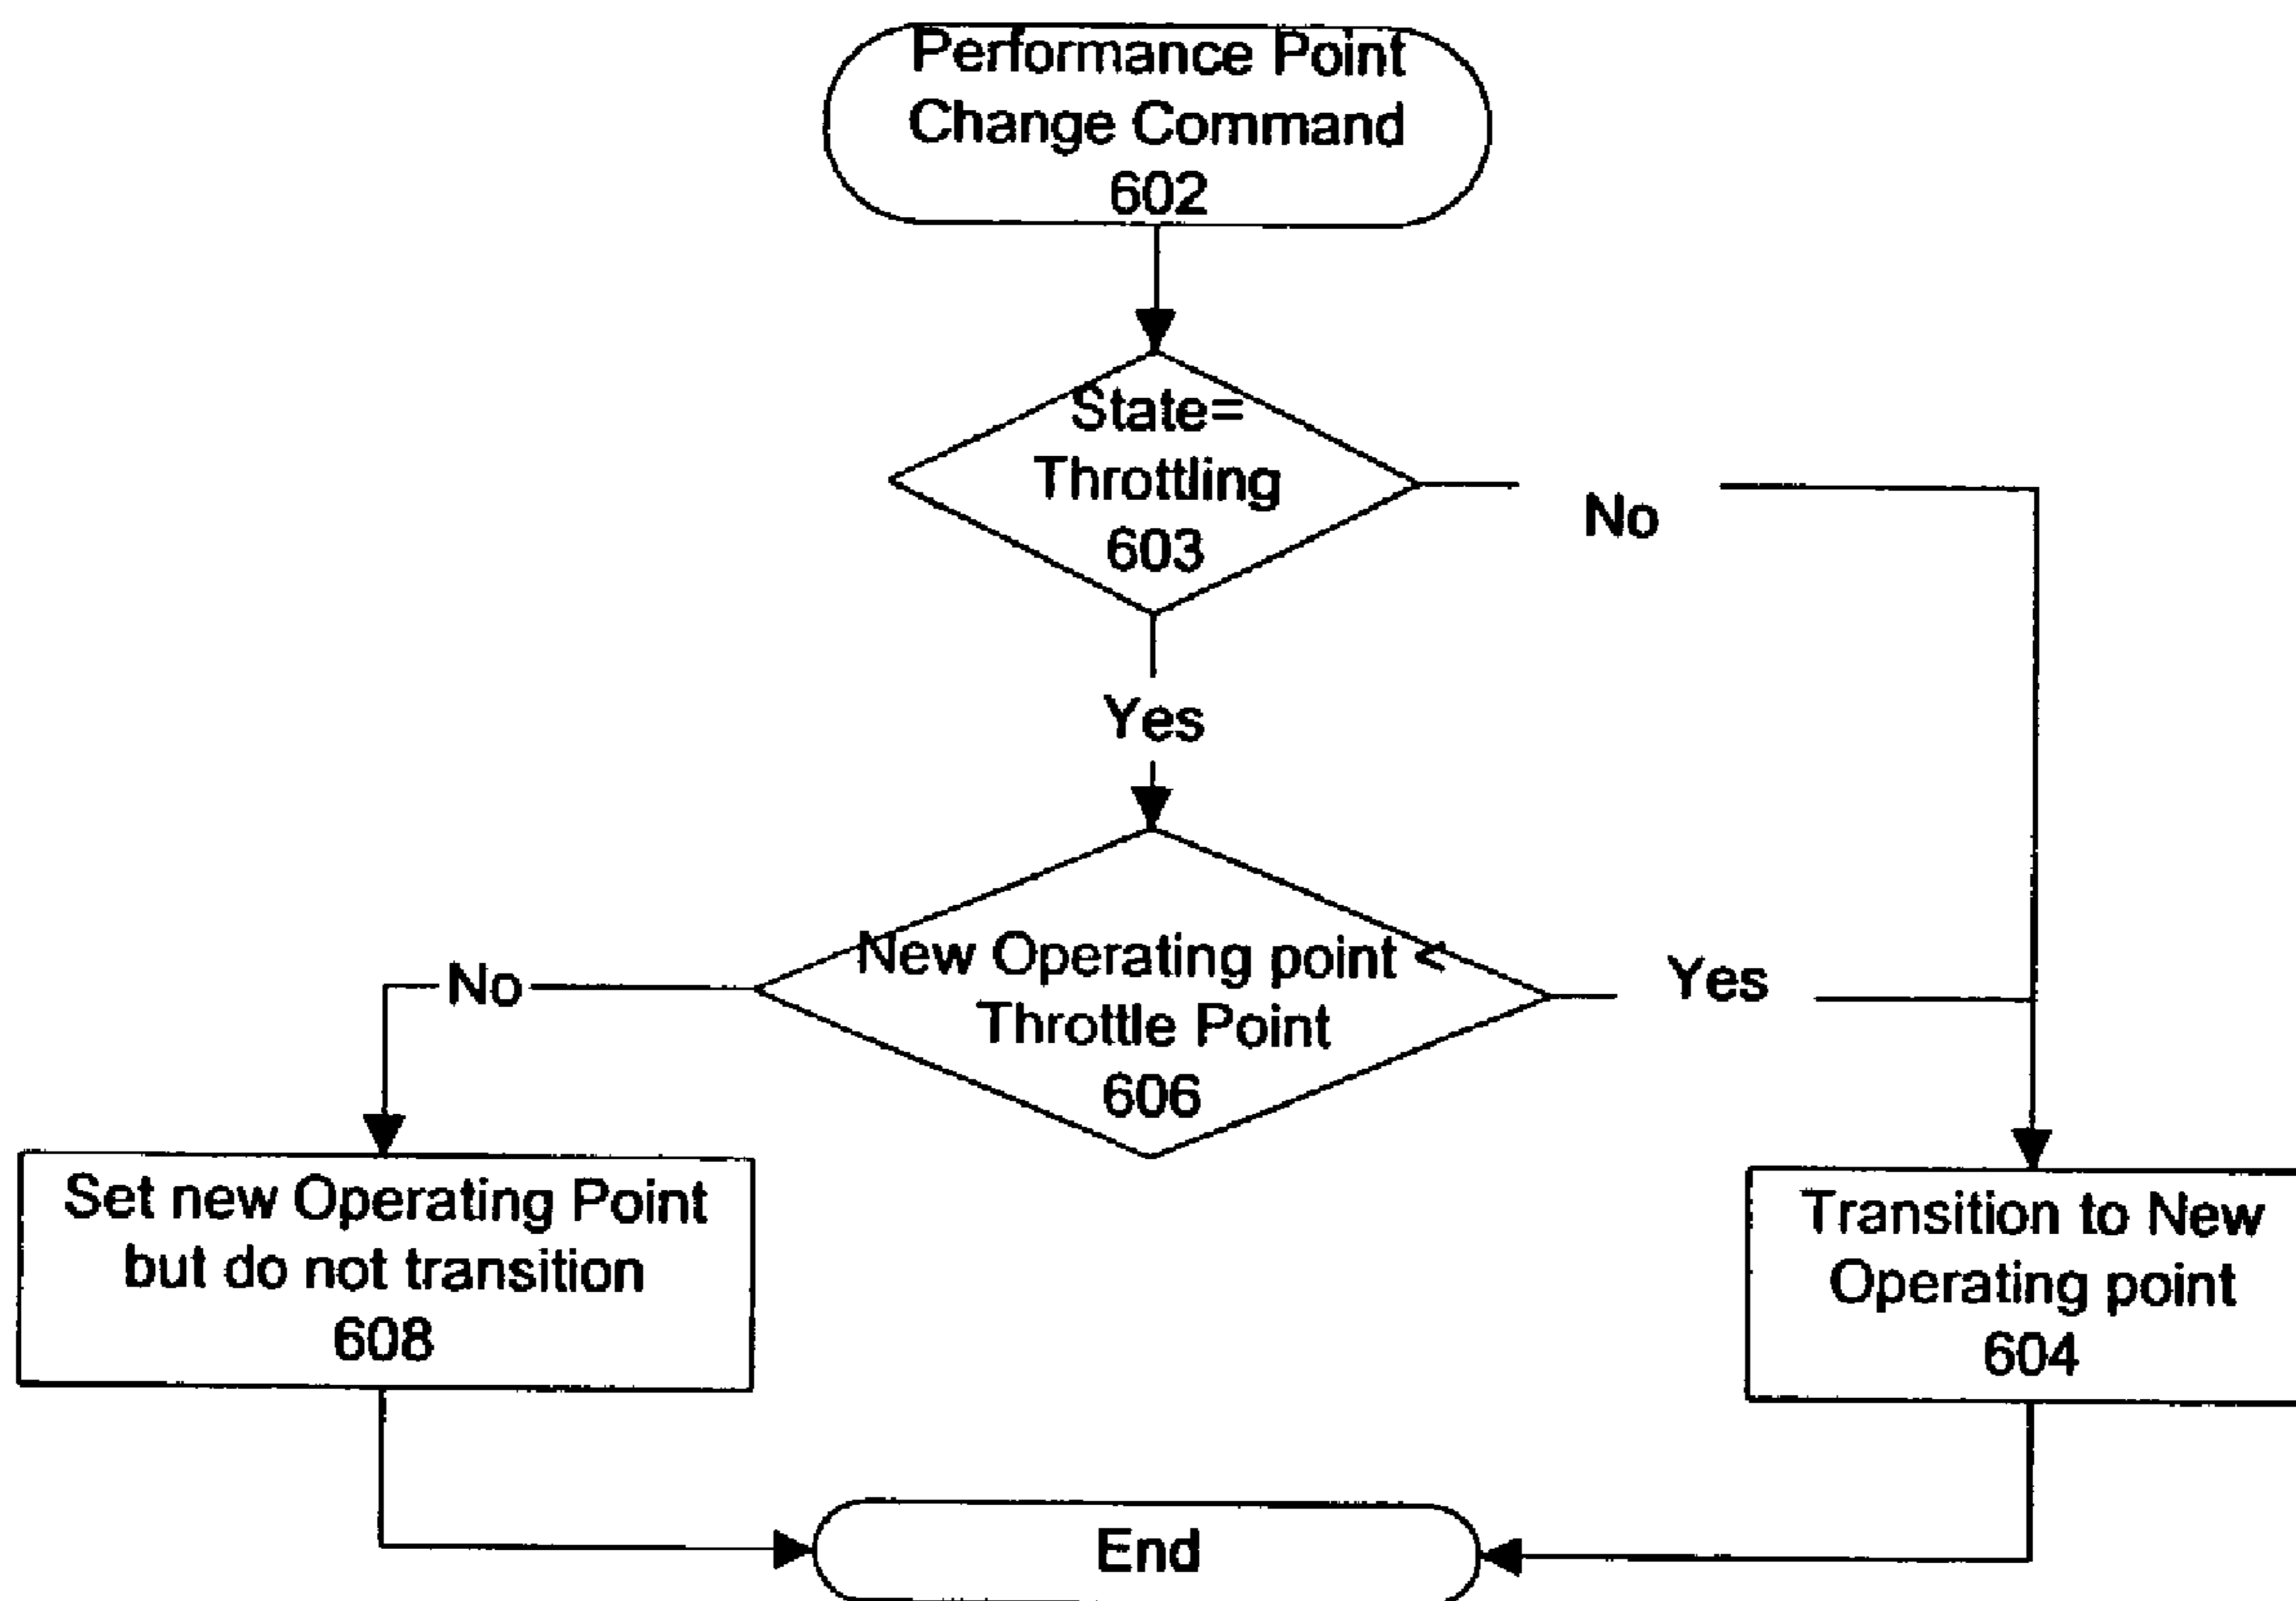 Performance Point
Change Command
602
State=
Throttling
603
No
Yes
New Operating point <
Throttle Point
606
No
Yes
Set new Operating Point
but do not transition
608
Transition to New
Operating point
604
End